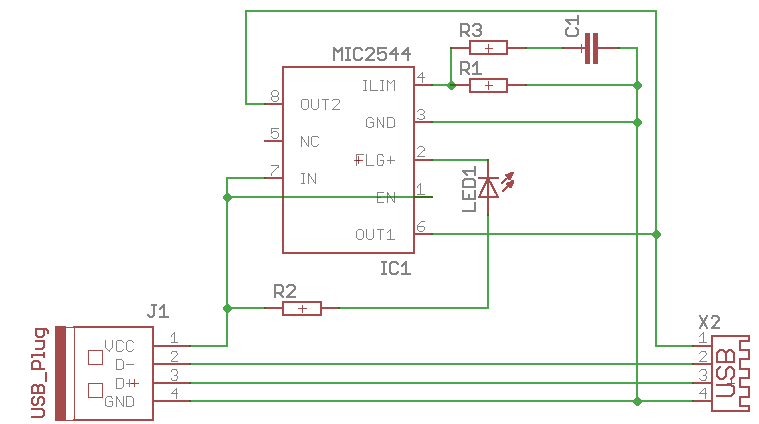 R3
C1
MIC2544
R1
8
OUT2
ILIM
4
GND
3
5
NC
FLG+
2
7
IN
LED1
EN
1
OUT1
6
IC1
R2
J1
USB_Plug
VCC
1
D-
2
D+
3
GND
4
X2
1
2
3
4
USB